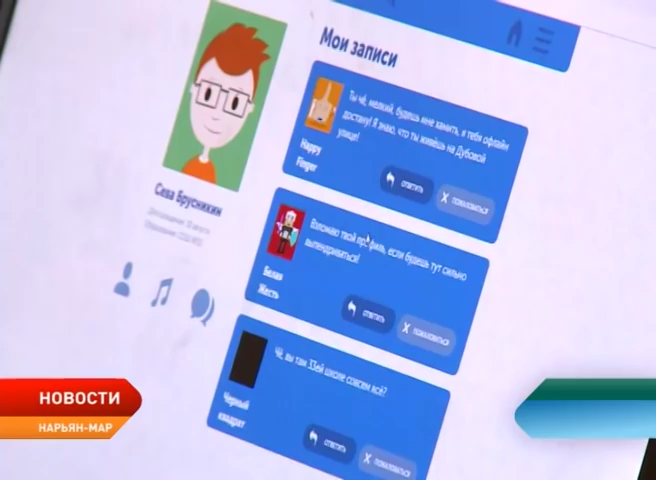 Мои записи
Ты чё, мелкий, будешь мне хамить, я тебя офлайн
достану! Я знаю, что ты живёшь на Дубовой
улице!
Happy
Finger
ответить
X пожаловаться
Сева Брусникин
Взломаю твой профиль, если будешь тут сильно
выпендриваться!
Белая
Жесть
ответить
X пожаловаться
Чё, вы там 33ей школе совсем всё?
Черный
квадрат
ответить
X пожаловаться
НОВОСТИ
НАРЬЯН-МАР